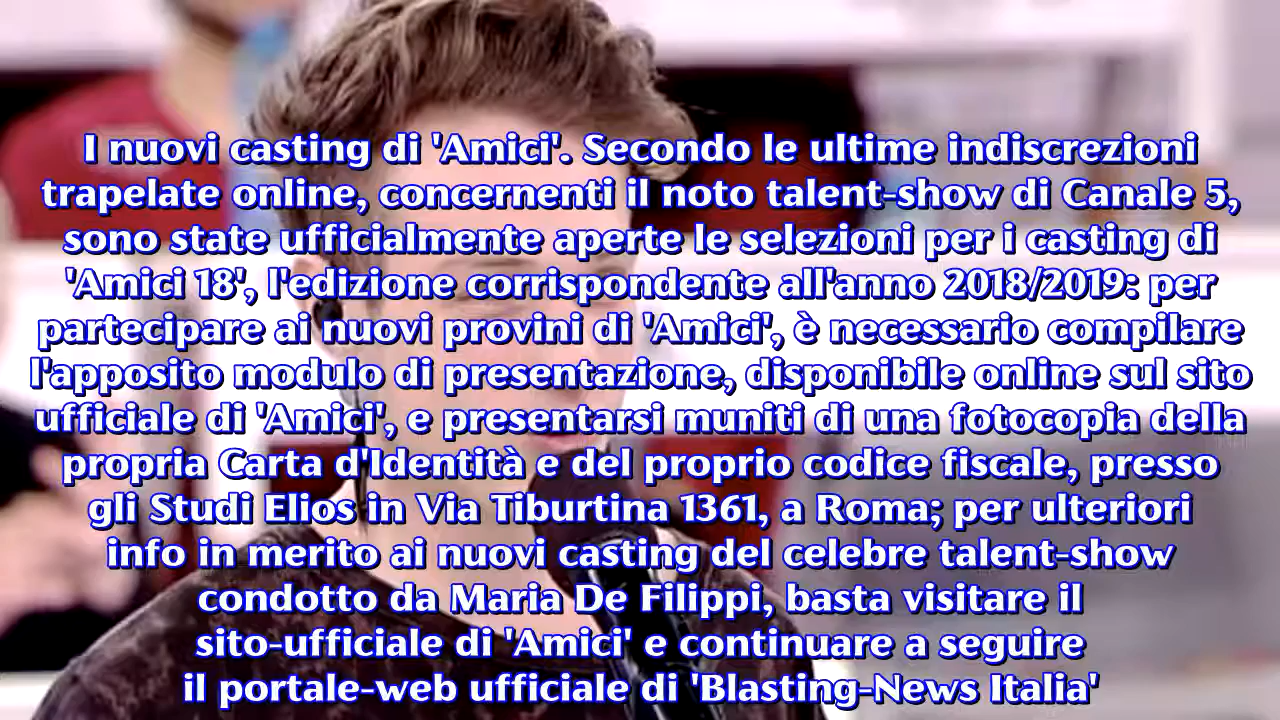 I nuovi casting di 'Amici'. Secondo le ultime indiscrezioni
trapelate online, concernenti il noto talent-show di Canale 5,
sono state ufficialmente aperte le selezioni per i casting di
'Amici 18', l'edizione corrispondente all'anno 2018/2019: per
partecipare ai nuovi provini di 'Amici', è necessario compilare
l'apposito modulo di presentazione, disponibile online sul sito
ufficiale di 'Amici', e presentarsi muniti di una fotocopia della
propria Carta d'Identità e del proprio codice fiscale, presso
gli Studi Elios in Via Tiburtina 1361, a Roma; per ulteriori
info in merito ai nuovi casting del celebre talent-show
condotto da Maria De Filippi, basta visitare il
sito-ufficiale di 'Amici' e continuare a seguire
il portale-web ufficiale di 'Blasting-News Italia'